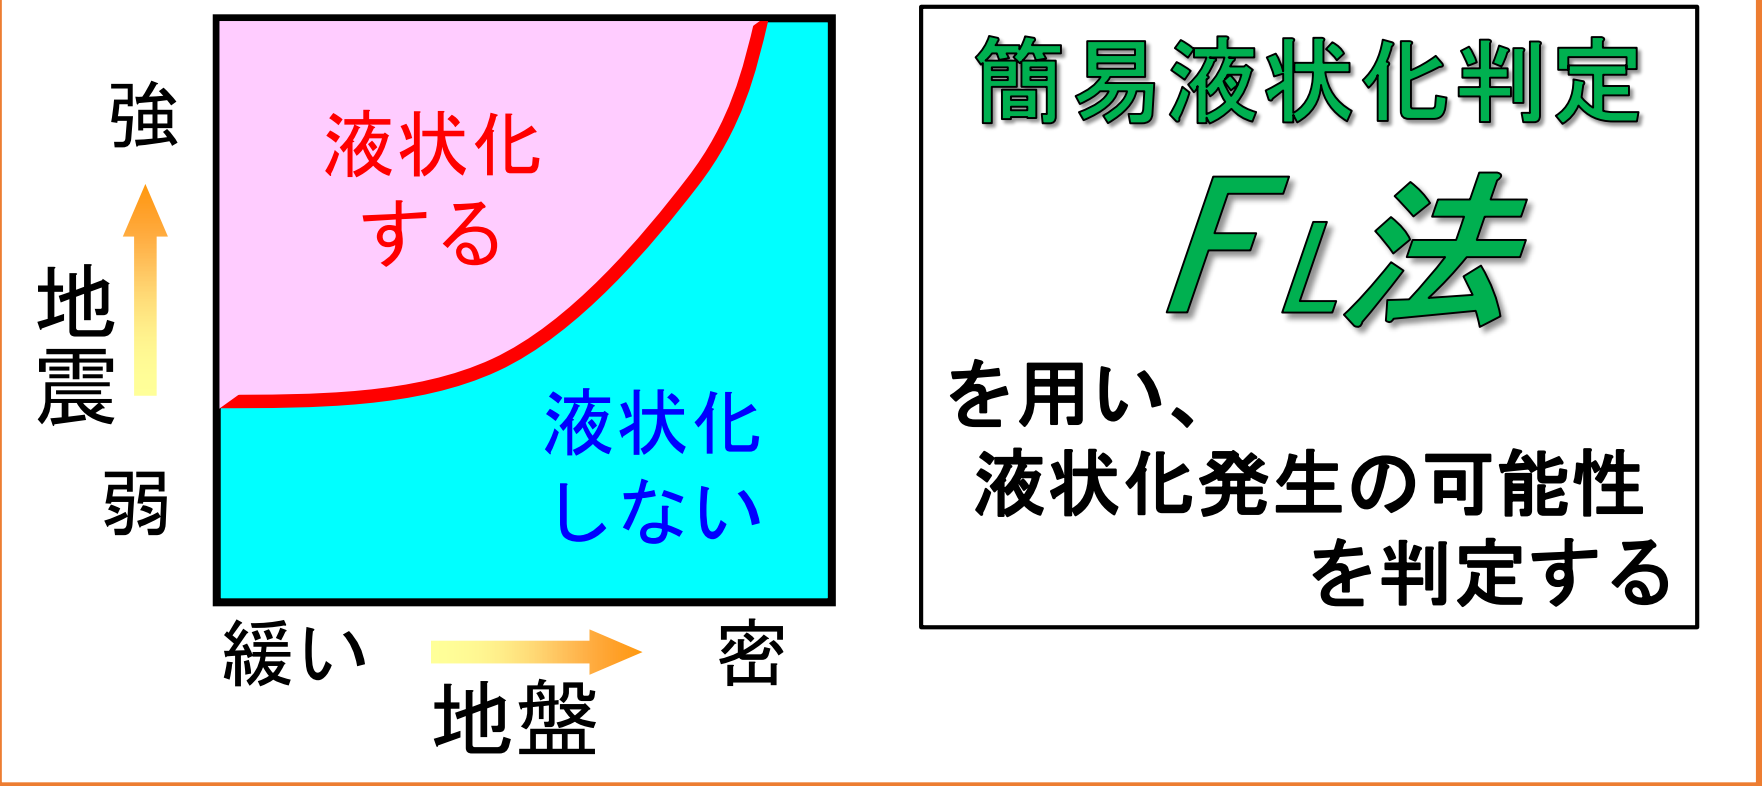 強
地震
弱
液状化
する
液状化
しない
緩い
密
地盤
簡易液状化判定
FL法
を用い、
液状化発生の可能性
を判定する